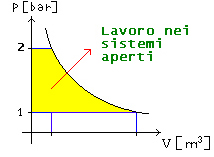 P[bar]
Lavoro nei
sistemi
aperti
2
1
V[m³]